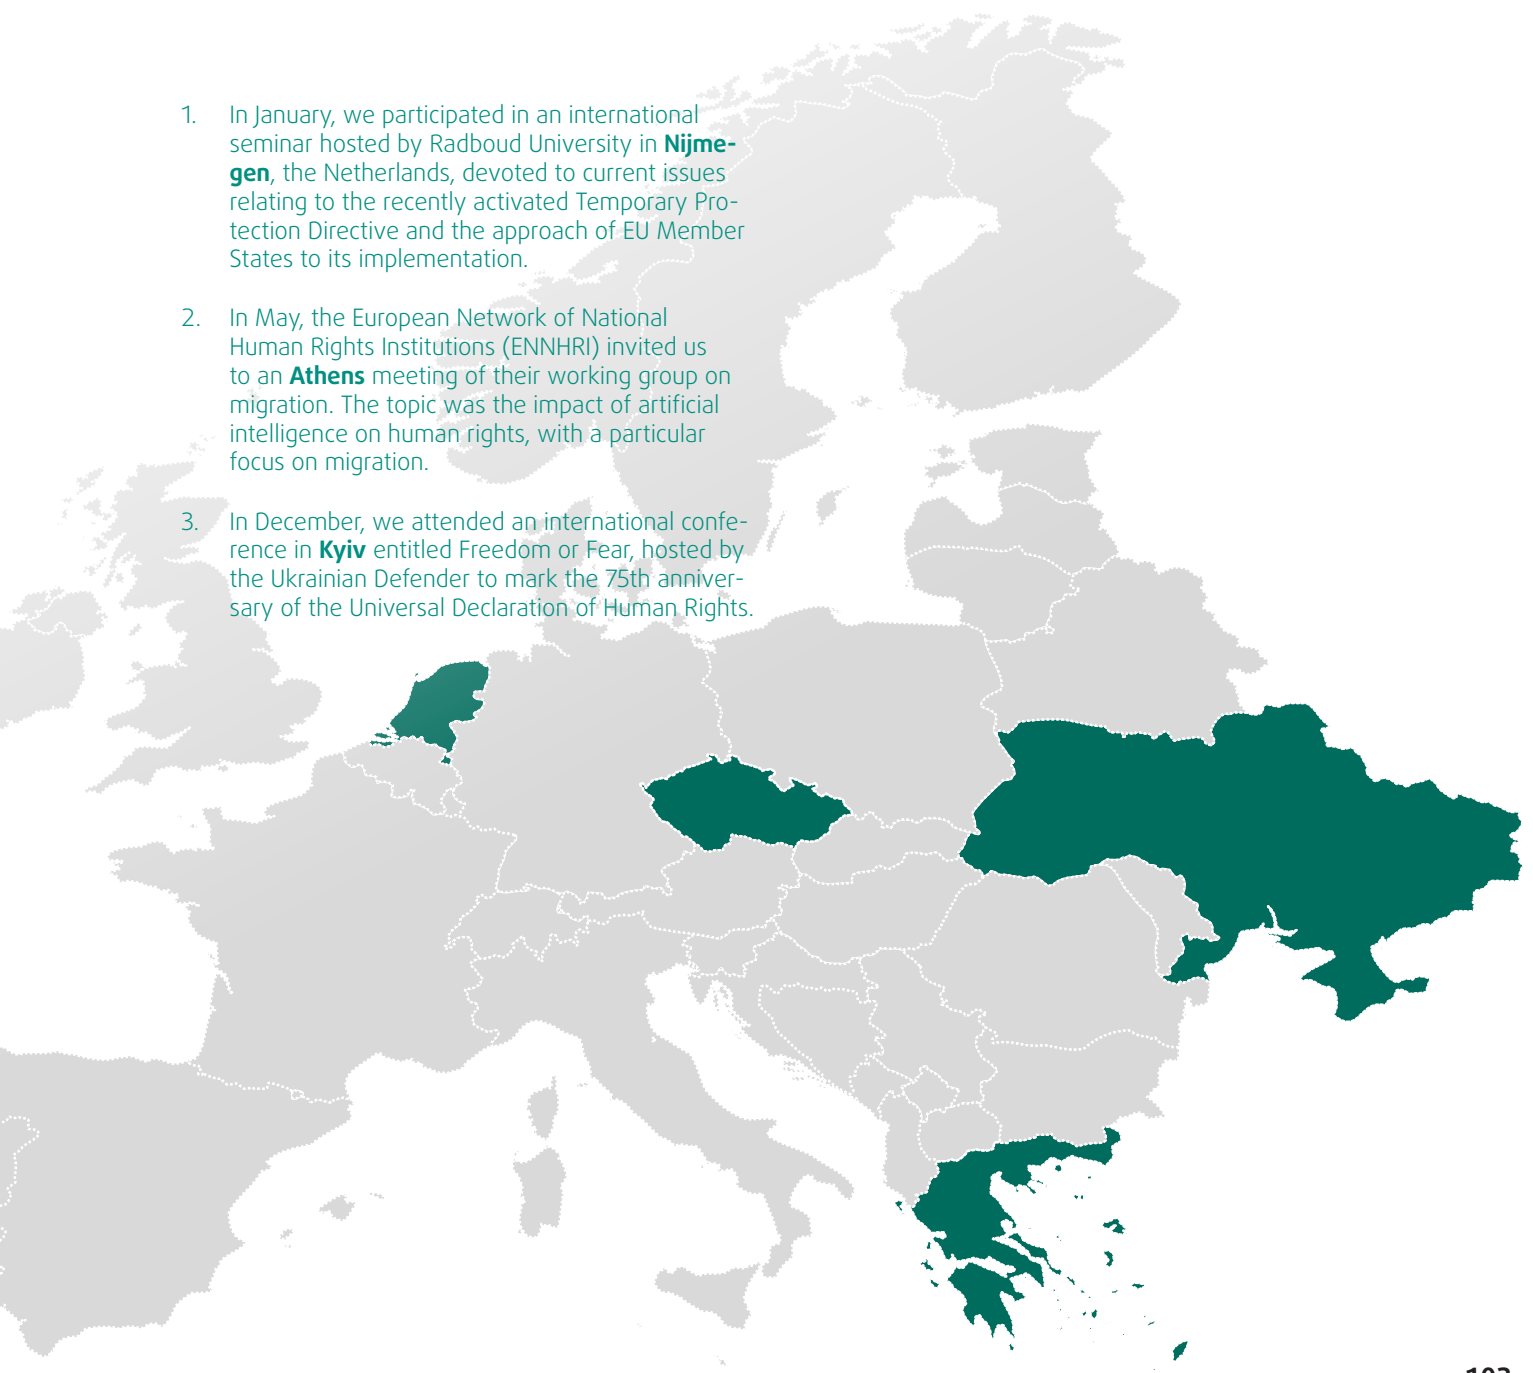 1. In January, we participated in an international
seminar hosted by Radboud University in Nijme-
gen, the Netherlands, devoted to current issues
relating to the recently activated Temporary Pro-
tection Directive and the approach of EU Member
States to its implementation.
2. In May, the European Network of National
Human Rights Institutions (ENNHRI) invited us
to an Athens meeting of their working group on
migration. The topic was the impact of artificial
intelligence on human rights, with a particular
focus on migration.
3. In December, we attended an international confe-
rence in Kyiv entitled Freedom or Fear, hosted by
the Ukrainian Defender to mark the 75th anniver-
sary of the Universal Declaration of Human Rights.